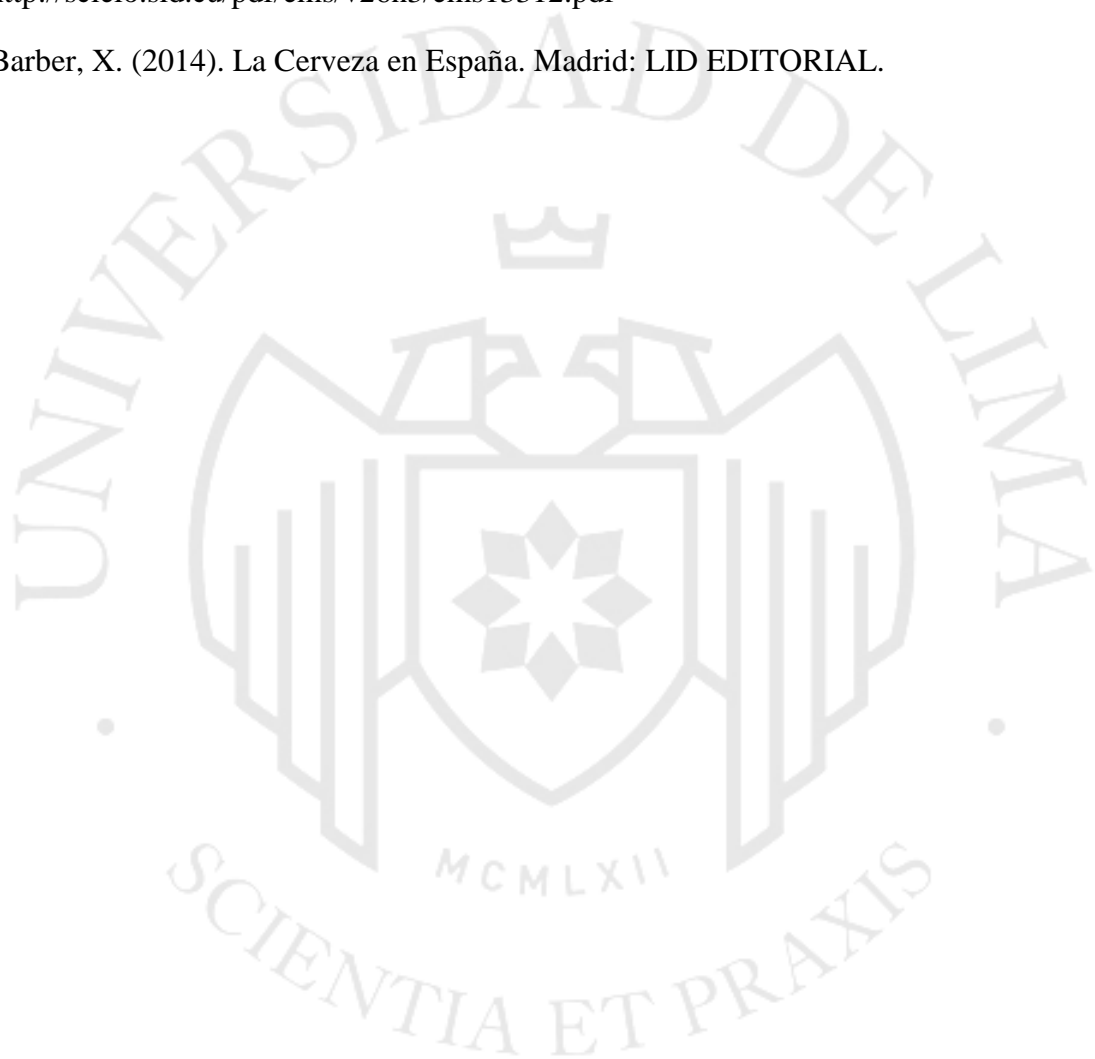 Barber, X. (2014). La Cerveza en España. Madrid: LID EDITORIAL.
UNIVERSIDAD DE LIMA
MCMLXII
SCIENTIA ET PRAXIS